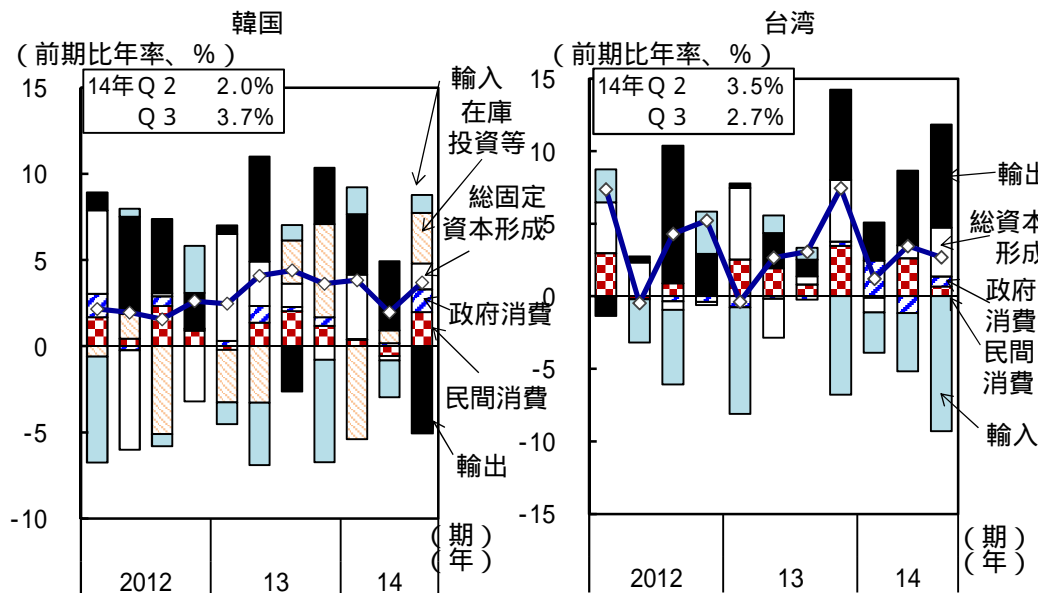 韓国
(前期比年率、%)
14年Q2 2.0%
Q3 3.7%
15
10
5
0
-5
-10
輸入
在庫
投資等
総固定
資本形成
政府消費
民間消費
輸出
(期)
(年)
2012
13
14
台湾
(前期比年率、%)
14年Q2 3.5%
Q3 2.7%
15
10
5
0
-5
-10
-15
輸出
総資本
形成
政府
消費
民間
消費
輸入
(期)
(年)
2012
13
14